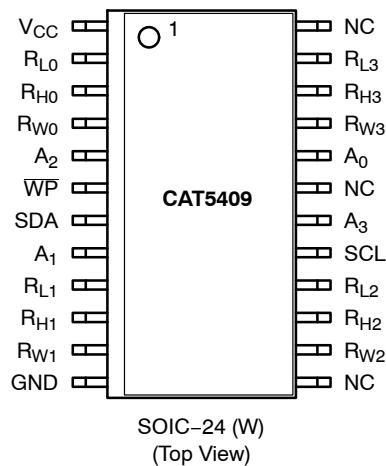 VCC NC
RL0 1 RL3
RH0 RH3
RW0 RW3
A2 A0
WP NC
CAT5409
SDA A3
A1 SCL
RL1 RL2
RH1 RH2
RW1 RW2
GND NC
SOIC–24 (W)
(Top View)